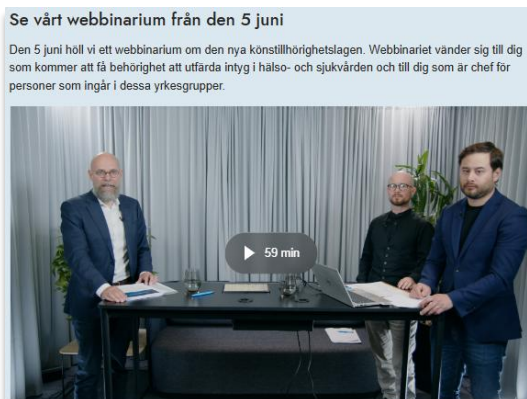 Se vårt webbinarium från den 5 juni
Den 5 juni höll vi ett webbinarium om den nya könstillhörighetslagen. Webbinariet vänder sig till dig
som kommer att få behörighet att utfärda intyg i hälso- och sjukvården och till dig som är chef för
personer som ingår i dessa yrkesgrupper.
59 min